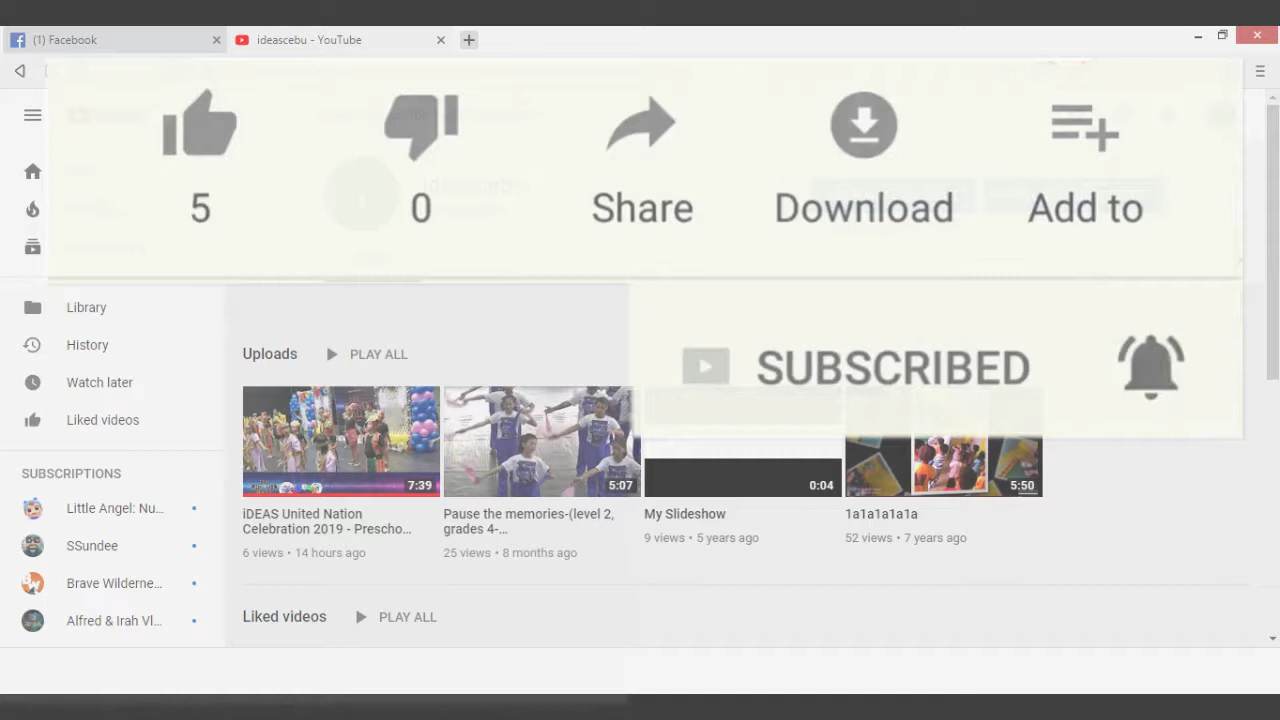 (1) Facebook
ideascebu - YouTube
5
0
Share
Download
Add to
SUBSCRIBED
Library
History
Watch later
Liked videos
SUBSCRIPTIONS
Little Angel: Nu...
SSundee
Brave Wilderne...
Alfred & Irah Vl...
Uploads
PLAY ALL
7:39
5:07
0:04
5:50
iDEAS United Nation
Celebration 2019 - Prescho...
6 views • 14 hours ago
Pause the memories-(level 2,
grades 4-...
25 views • 8 months ago
My Slideshow
9 views • 5 years ago
1a1a1a1a1a
52 views • 7 years ago
Liked videos
PLAY ALL